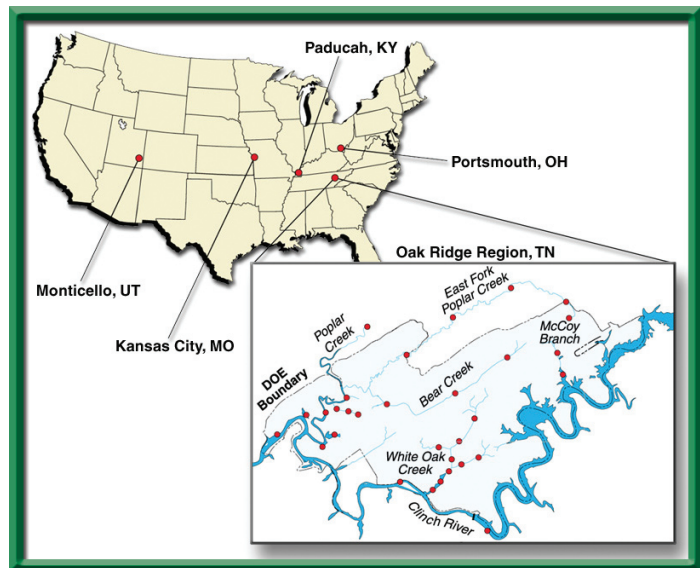 Paducah, KY
Portsmouth, OH
Oak Ridge Region, TN
Monticello, UT
Kansas City, MO
East Fork
Poplar Creek
Poplar
Creek
McCoy
Branch
DOE
Boundary
Bear Creek
White Oak
Creek
Clinch River